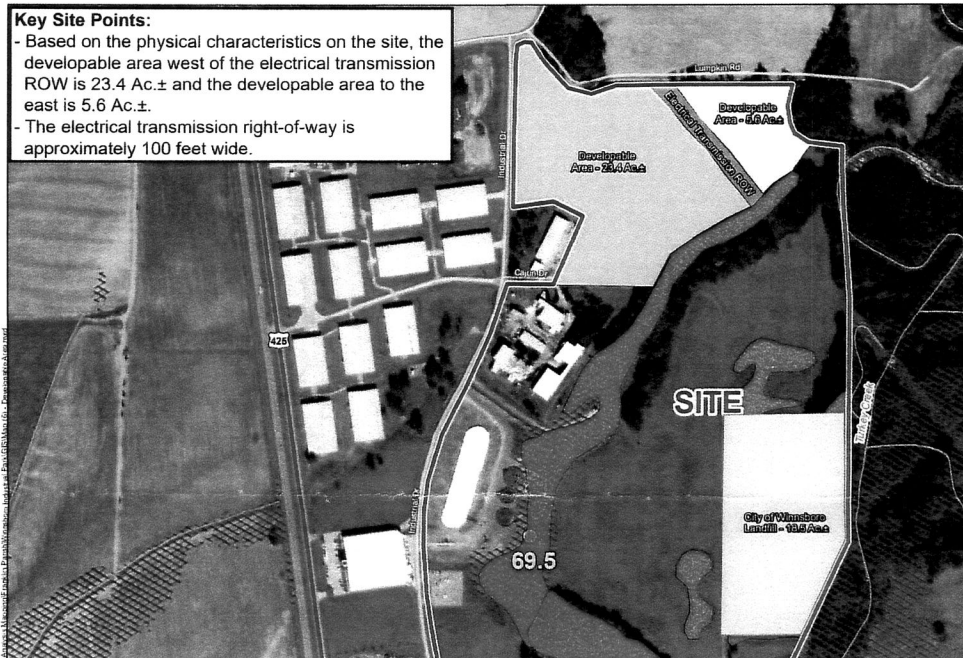 Key Site Points:
- Based on the physical characteristics on the site, the
developable area west of the electrical transmission
ROW is 23.4 Ac.± and the developable area to the
east is 5.6 Ac.±.
- The electrical transmission right-of-way is
approximately 100 feet wide.
Lumpkin Rd
Electrical Transmission ROW
Developable
Area - 5.6 Ac.±
Industrial Dr
Developable
Area - 23.4 Ac.±
Cajun Dr
425
SITE
Turkey Creek
Industrial Dr
City of Winnsboro
Landfill - 18.5 Ac.±
69.5